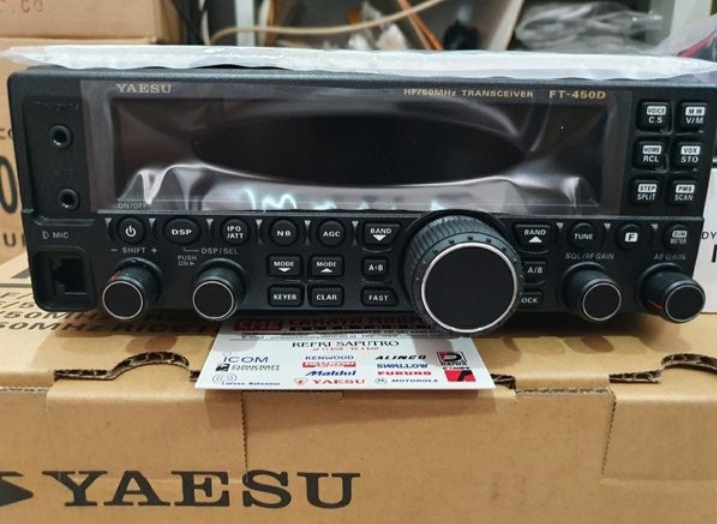 YAESU
HF/50MHz TRANSCEIVER FT-450D
VOICE
C.S
V/M
HOME
RCL
VOX
STO
STEP
SPLIT
PMS
SCAN
ON/OFF
MIC
DSP
IPO
/ATT
NB
AGC
BAND
BAND
TUNE
F
METER
- SHIFT +
PUSH
ON
DSP/SEL
MODE
MODE
A=B
A/B
SQL/RF GAIN
AF GAIN
KEYER
CLAR
FAST
REFKI SAPUTRO
ICOM
KENWOOD
ALINCO
Maldol
SWALLOW
FURUNO
YAESU
MOTOROLA
YAESU